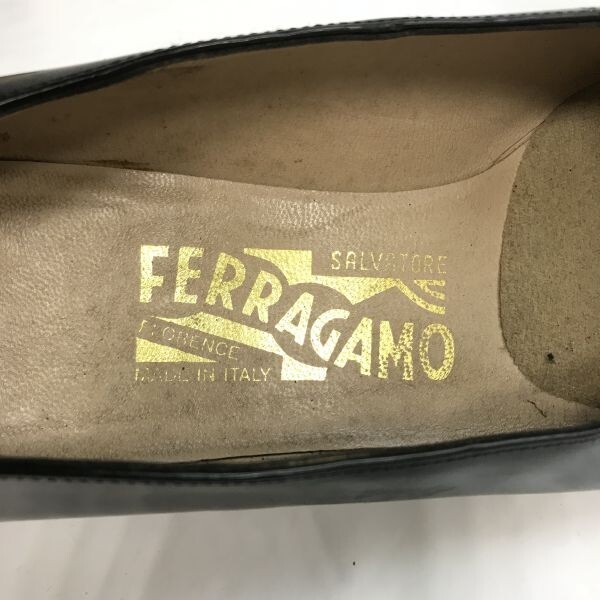 SALVATORE
FERRAGAMO
FLORENCE
MADE IN ITALY